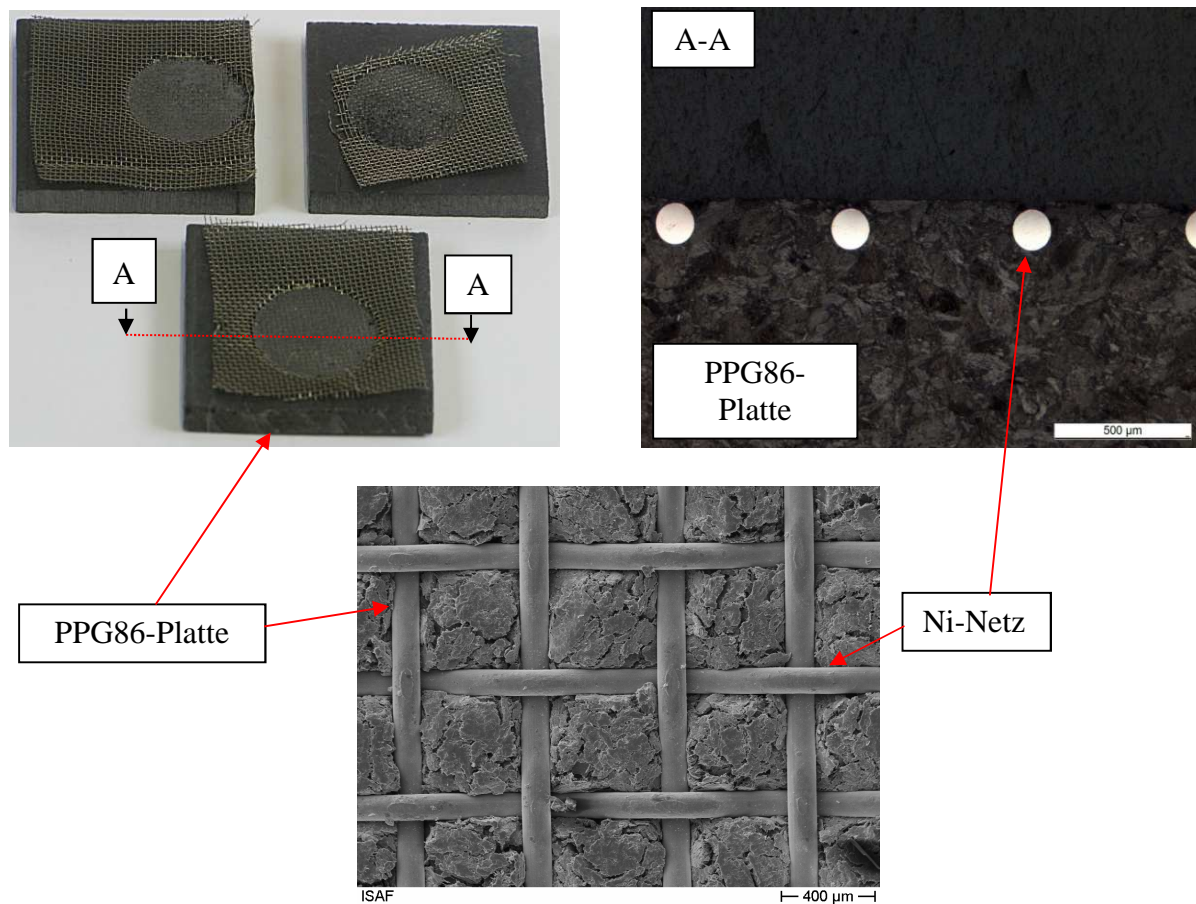 A-A
A
A
PPG86-
Platte
500 µm
PPG86-Platte
Ni-Netz
ISAF
400 µm